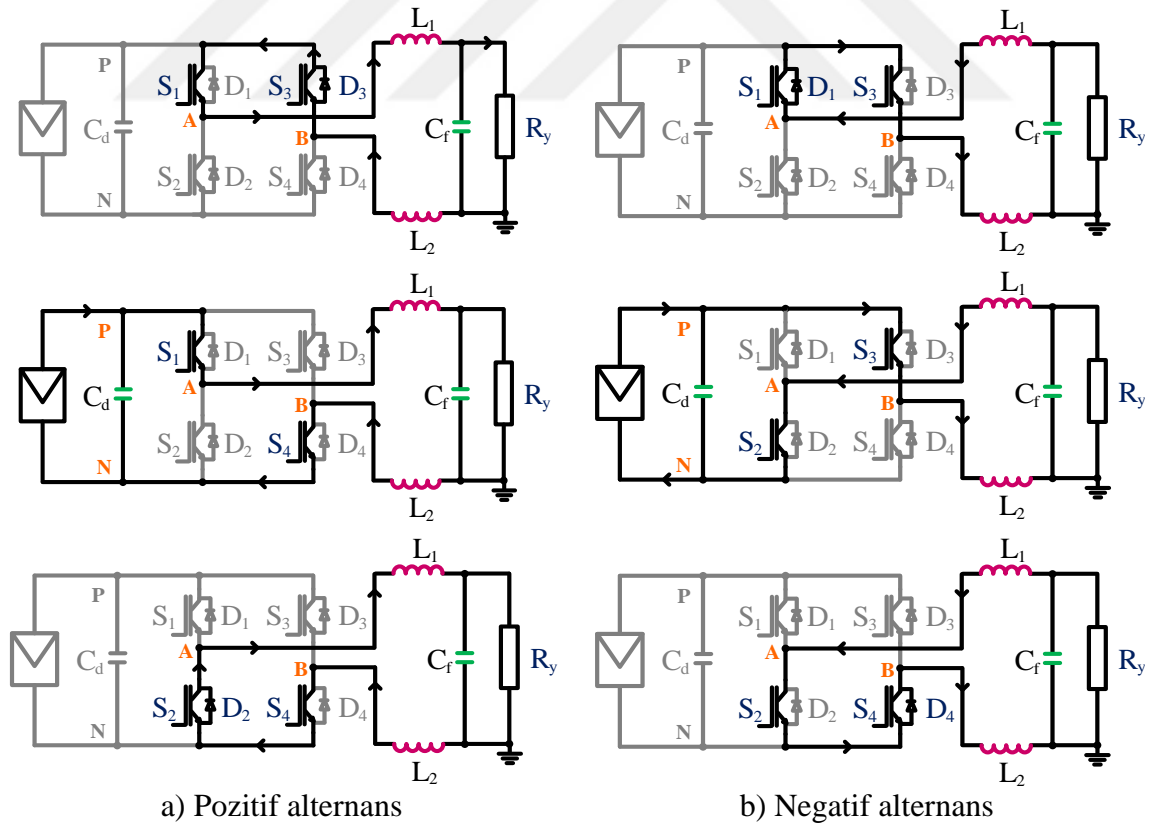 L1
P
S1 D1 S3 D3
A
Cd
B
Cf
Ry
S2 D2 S4 D4
N
L2
L1
P
S1 D1 S3 D3
A
Cd
B
Cf
Ry
S2 D2 S4 D4
N
L2
L1
P
S1 D1 S3 D3
A
Cd
B
Cf
Ry
S2 D2 S4 D4
N
L2
L1
P
S1 D1 S3 D3
A
Cd
B
Cf
Ry
S2 D2 S4 D4
N
L2
L1
P
S1 D1 S3 D3
A
Cd
B
Cf
Ry
S2 D2 S4 D4
N
L2
L1
P
S1 D1 S3 D3
A
Cd
B
Cf
Ry
S2 D2 S4 D4
N
L2
a) Pozitif alternans
b) Negatif alternans